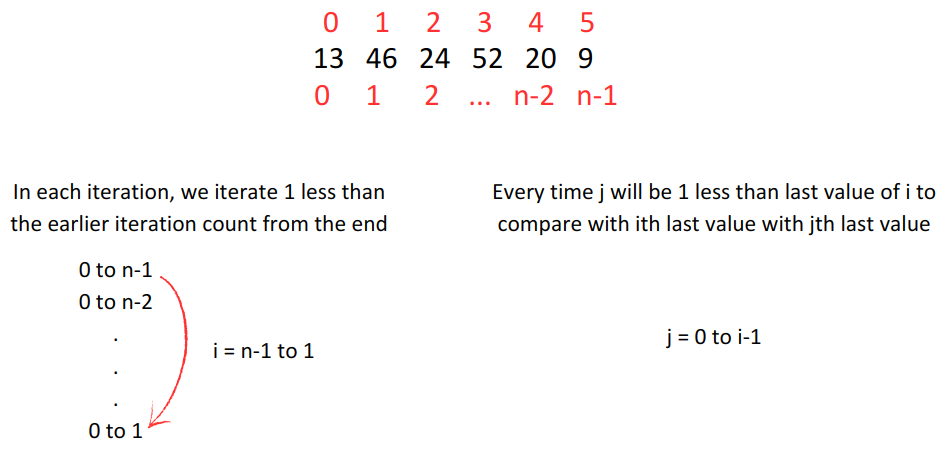 0 1 2 3 4 5
13 46 24 52 20 9
0 1 2 ... n-2 n-1
In each iteration, we iterate 1 less than
the earlier iteration count from the end
0 to n-1
0 to n-2
.
.
.
0 to 1
i = n-1 to 1
Every time j will be 1 less than last value of i to
compare with ith last value with jth last value
j = 0 to i-1